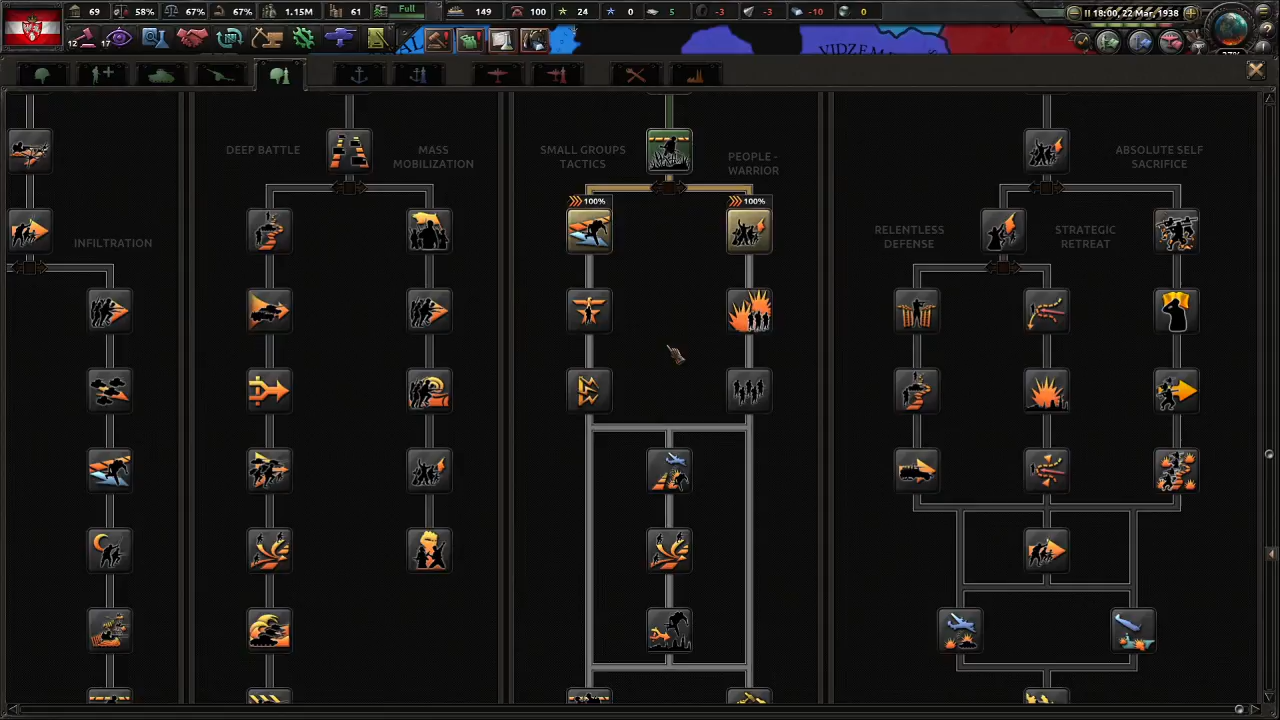 69 58% 67% 67% 1.15M 61 Full 149 100 24 0 5 -3 -3 -10 0 18:00, 22 Mar, 1938
12 17
VIDZEME
DEEP BATTLE
MASS
MOBILIZATION
SMALL GROUPS
TACTICS
PEOPLE -
WARRIOR
ABSOLUTE SELF
SACRIFICE
100%
100%
INFILTRATION
RELENTLESS
DEFENSE
STRATEGIC
RETREAT